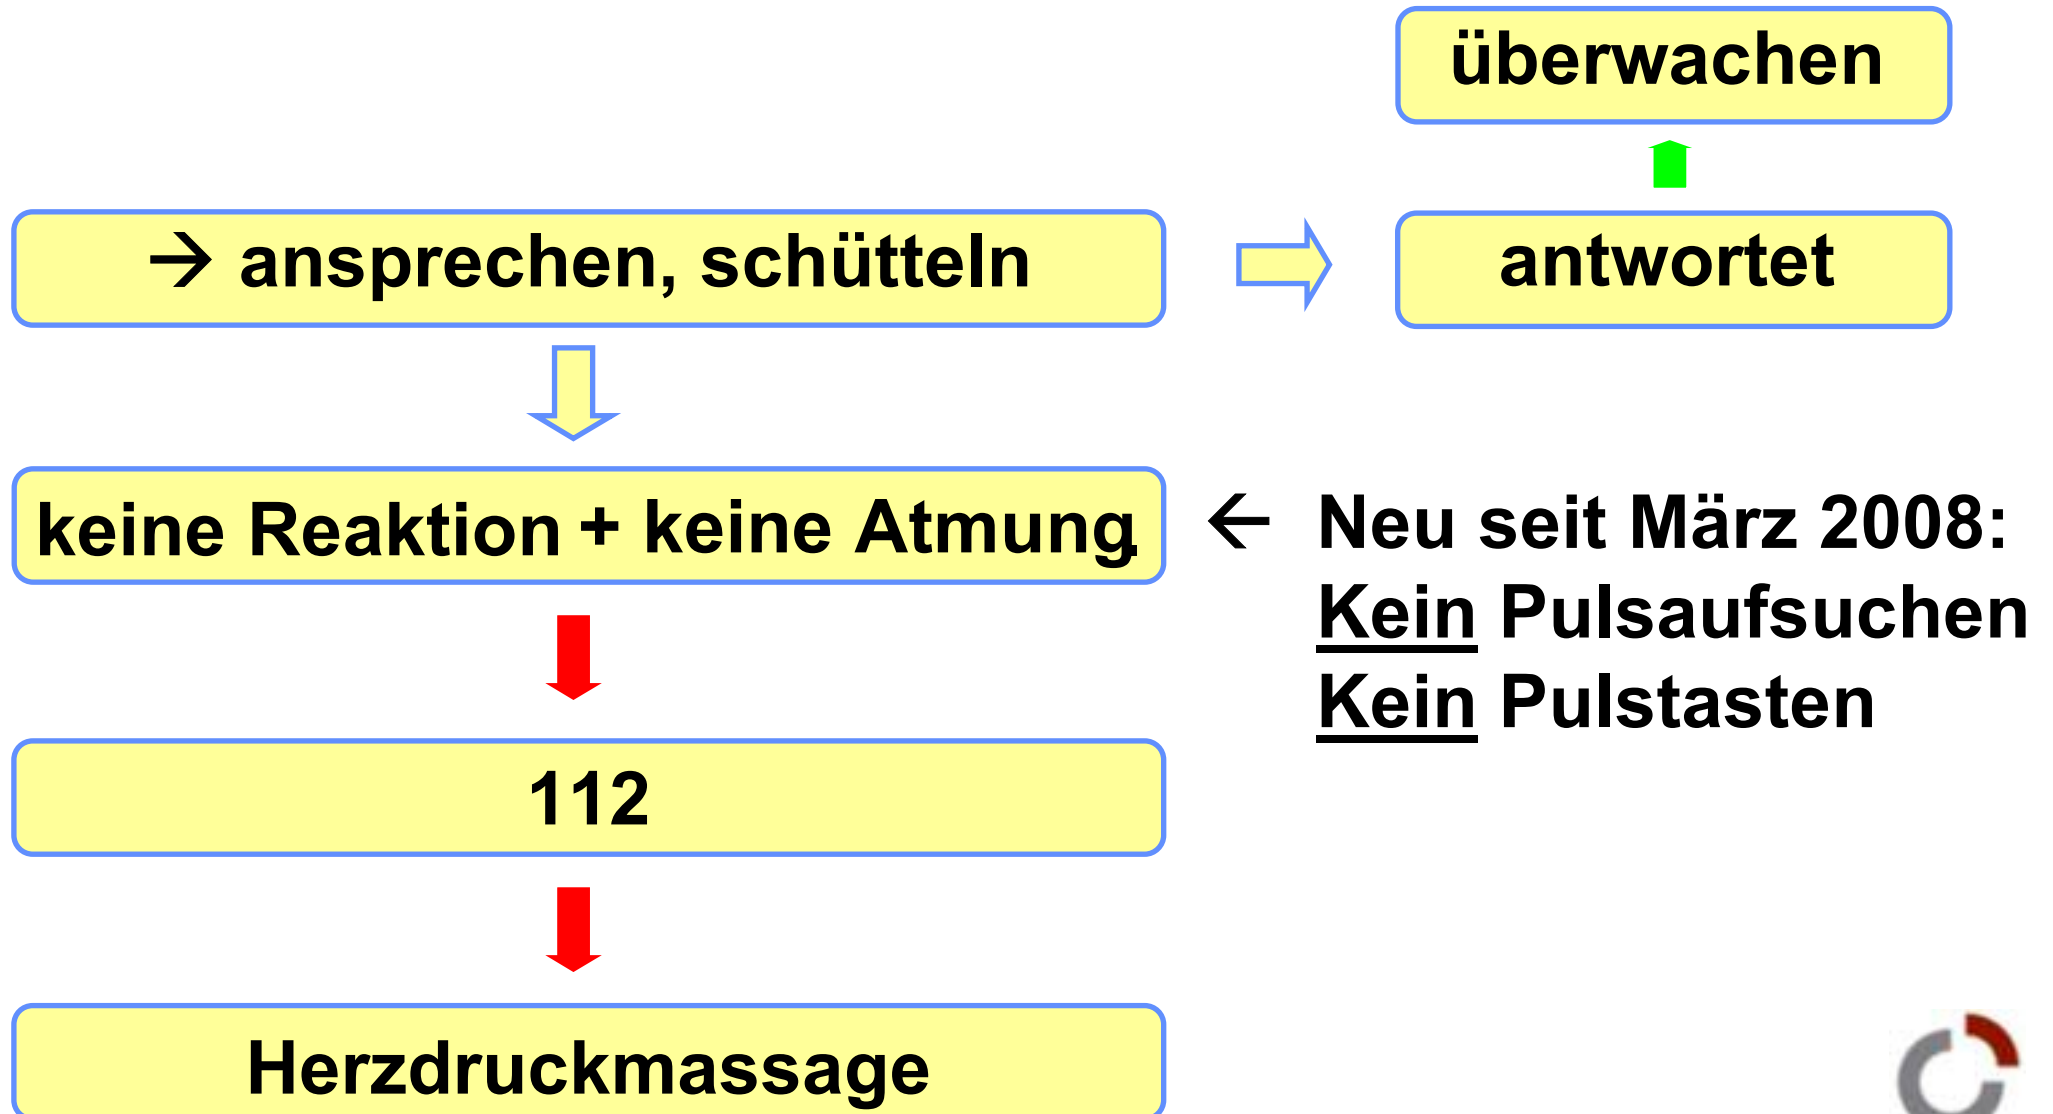 überwachen
→ ansprechen, schütteln
antwortet
keine Reaktion + keine Atmung.
← Neu seit März 2008:
Kein Pulsaufsuchen
Kein Pulstasten
112
Herzdruckmassage